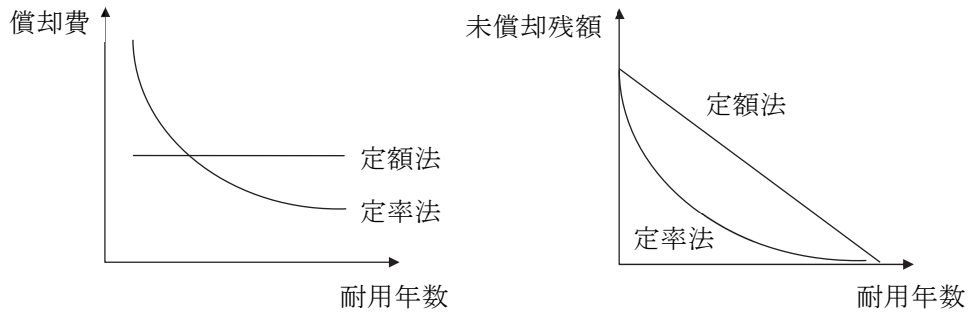 償却費
定額法
定率法
耐用年数
未償却残額
定額法
定率法
耐用年数